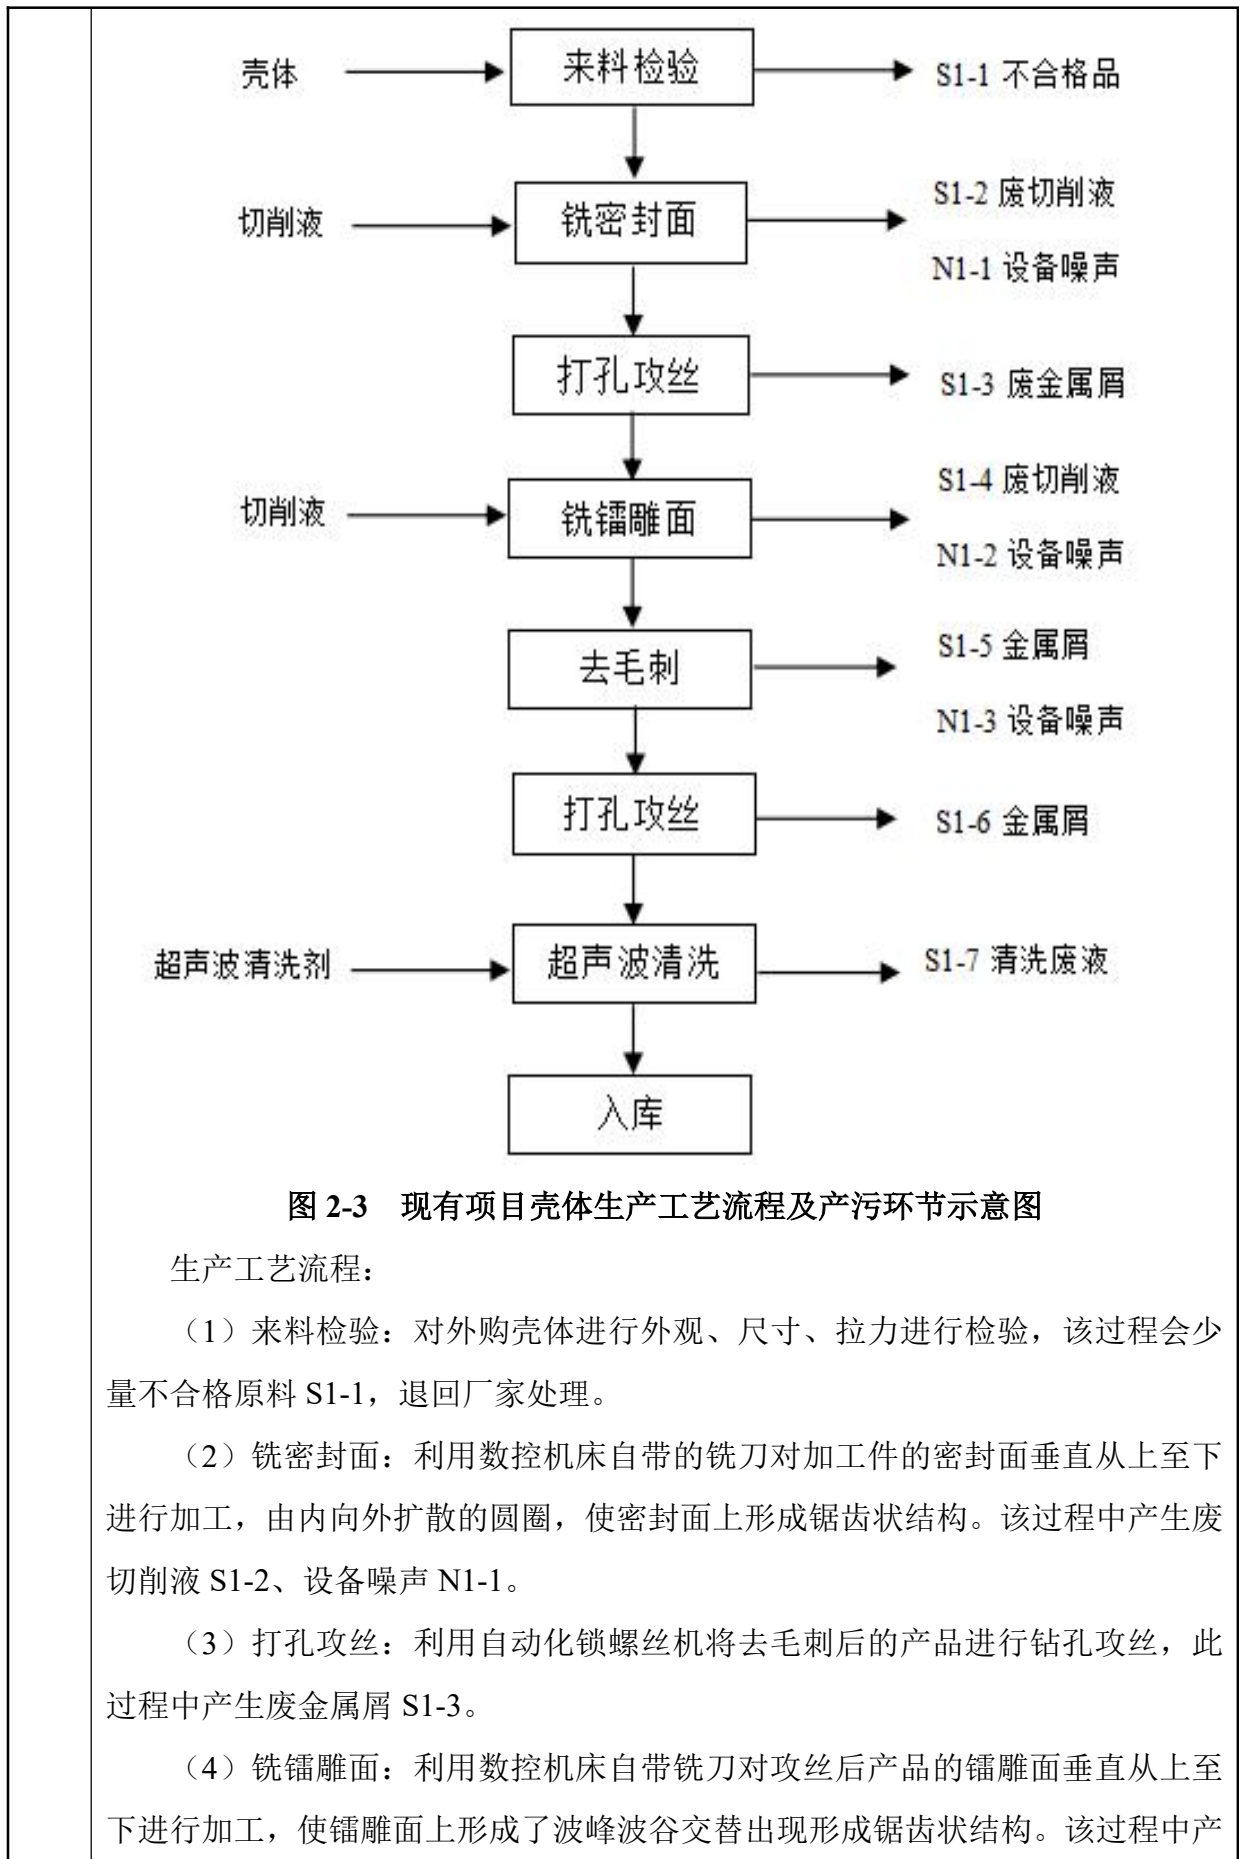 壳体
来料检验
S1-1 不合格品
切削液
铣密封面
S1-2 废切削液
N1-1 设备噪声
打孔攻丝
S1-3 废金属屑
切削液
铣镭雕面
S1-4 废切削液
N1-2 设备噪声
去毛刺
S1-5 金属屑
N1-3 设备噪声
打孔攻丝
S1-6 金属屑
超声波清洗剂
超声波清洗
S1-7 清洗废液
入库
图 2-3 现有项目壳体生产工艺流程及产污环节示意图
生产工艺流程：
（1）来料检验：对外购壳体进行外观、尺寸、拉力进行检验，该过程会少
量不合格原料 S1-1，退回厂家处理。
（2）铣密封面：利用数控机床自带的铣刀对加工件的密封面垂直从上至下
进行加工，由内向外扩散的圆圈，使密封面上形成锯齿状结构。该过程中产生废
切削液 S1-2、设备噪声 N1-1。
（3）打孔攻丝：利用自动化锁螺丝机将去毛刺后的产品进行钻孔攻丝，此
过程中产生废金属屑 S1-3。
（4）铣镭雕面：利用数控机床自带铣刀对攻丝后产品的镭雕面垂直从上至
下进行加工，使镭雕面上形成了波峰波谷交替出现形成锯齿状结构。该过程中产